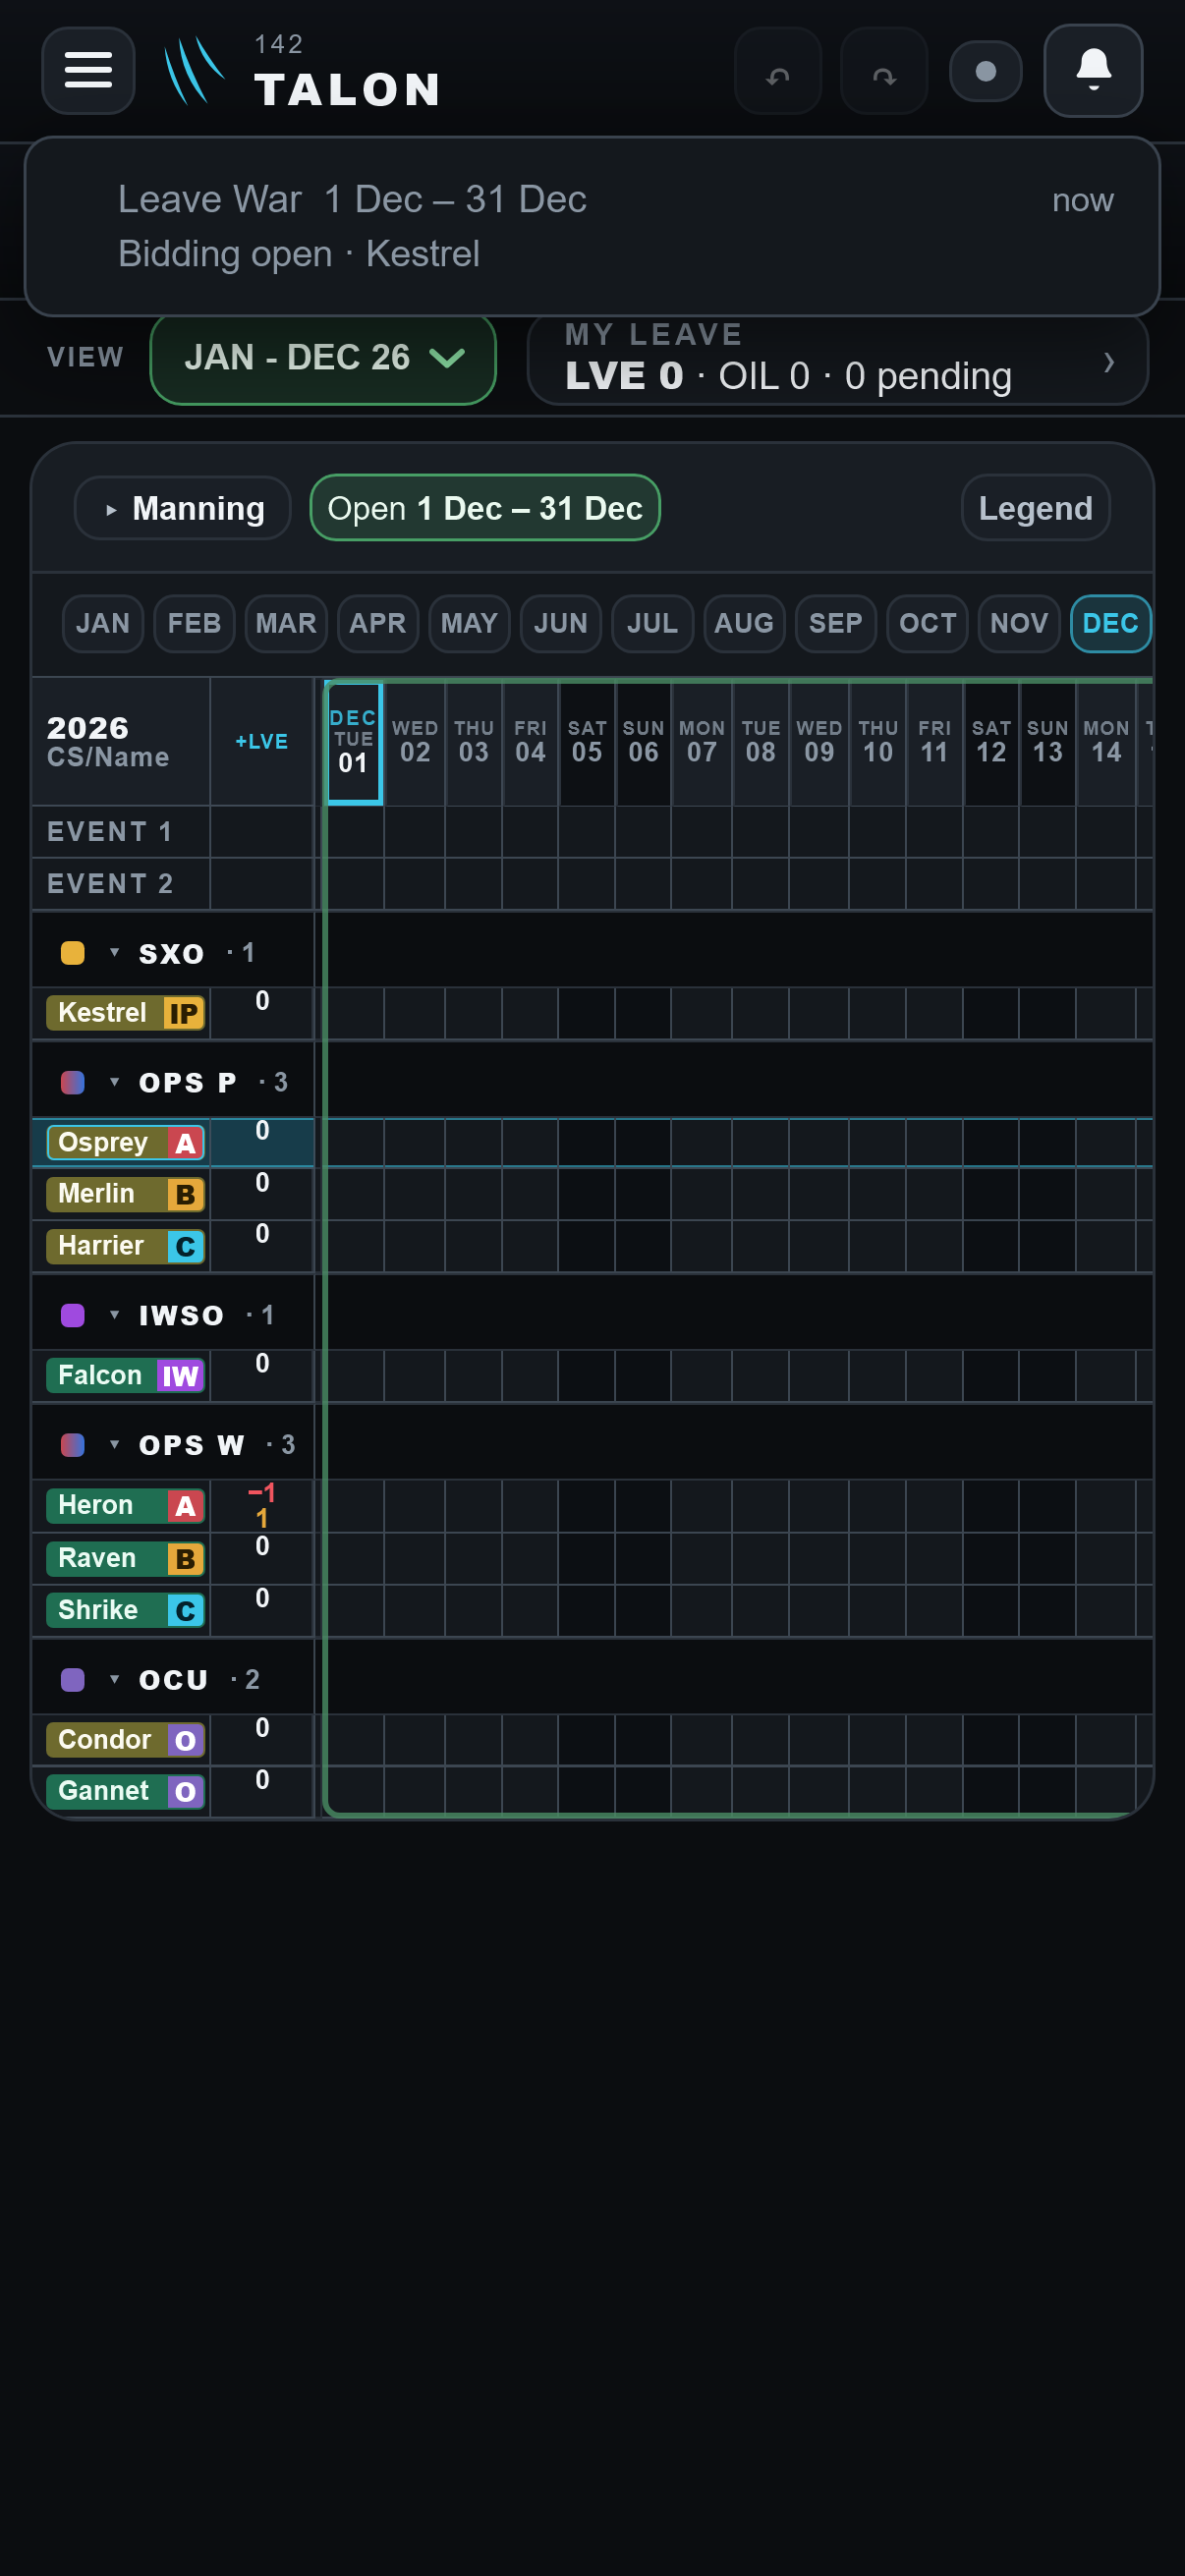 142
TALON
Leave War 1 Dec – 31 Dec now
Bidding open · Kestrel
VIEW
JAN - DEC 26
MY LEAVE
LVE 0 · OIL 0 · 0 pending
Manning
Open 1 Dec – 31 Dec
Legend
JAN FEB MAR APR MAY JUN JUL AUG SEP OCT NOV DEC
2026
CS/Name
+LVE
DEC
TUE WED THU FRI SAT SUN MON TUE WED THU FRI SAT SUN MON
01 02 03 04 05 06 07 08 09 10 11 12 13 14
EVENT 1
EVENT 2
SXO · 1
Kestrel IP 0
OPS P · 3
Osprey A 0
Merlin B 0
Harrier C 0
IWSO · 1
Falcon IW 0
OPS W · 3
Heron A −1
1
Raven B 0
Shrike C 0
OCU · 2
Condor O 0
Gannet O 0